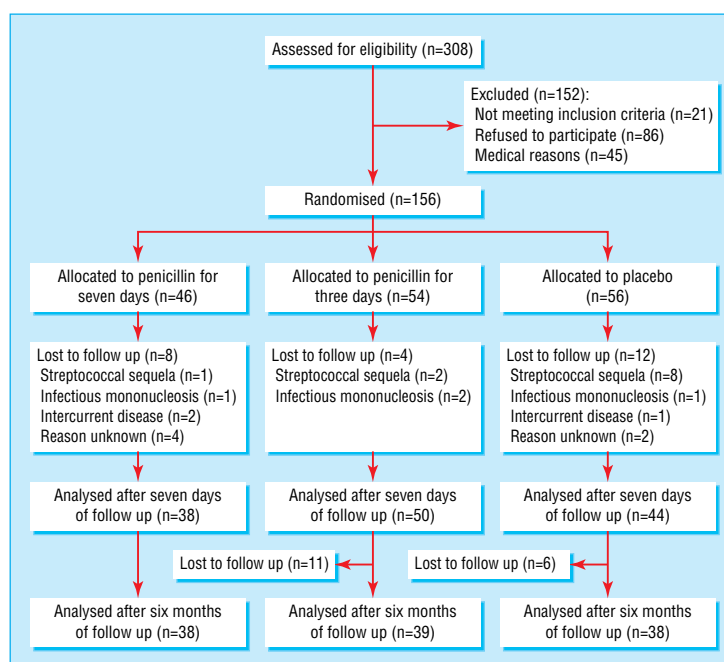 Assessed for eligibility (n=308)
Excluded (n=152):
Not meeting inclusion criteria (n=21)
Refused to participate (n=86)
Medical reasons (n=45)
Randomised (n=156)
Allocated to penicillin for
seven days (n=46)
Allocated to penicillin for
three days (n=54)
Allocated to placebo
(n=56)
Lost to follow up (n=8)
Streptococcal sequela (n=1)
Infectious mononucleosis (n=1)
Intercurrent disease (n=2)
Reason unknown (n=4)
Lost to follow up (n=4)
Streptococcal sequela (n=2)
Infectious mononucleosis (n=2)
Lost to follow up (n=12)
Streptococcal sequela (n=8)
Infectious mononucleosis (n=1)
Intercurrent disease (n=1)
Reason unknown (n=2)
Analysed after seven days
of follow up (n=38)
Analysed after seven days
of follow up (n=50)
Analysed after seven days
of follow up (n=44)
Lost to follow up (n=11)
Lost to follow up (n=6)
Analysed after six months
of follow up (n=38)
Analysed after six months
of follow up (n=39)
Analysed after six months
of follow up (n=38)